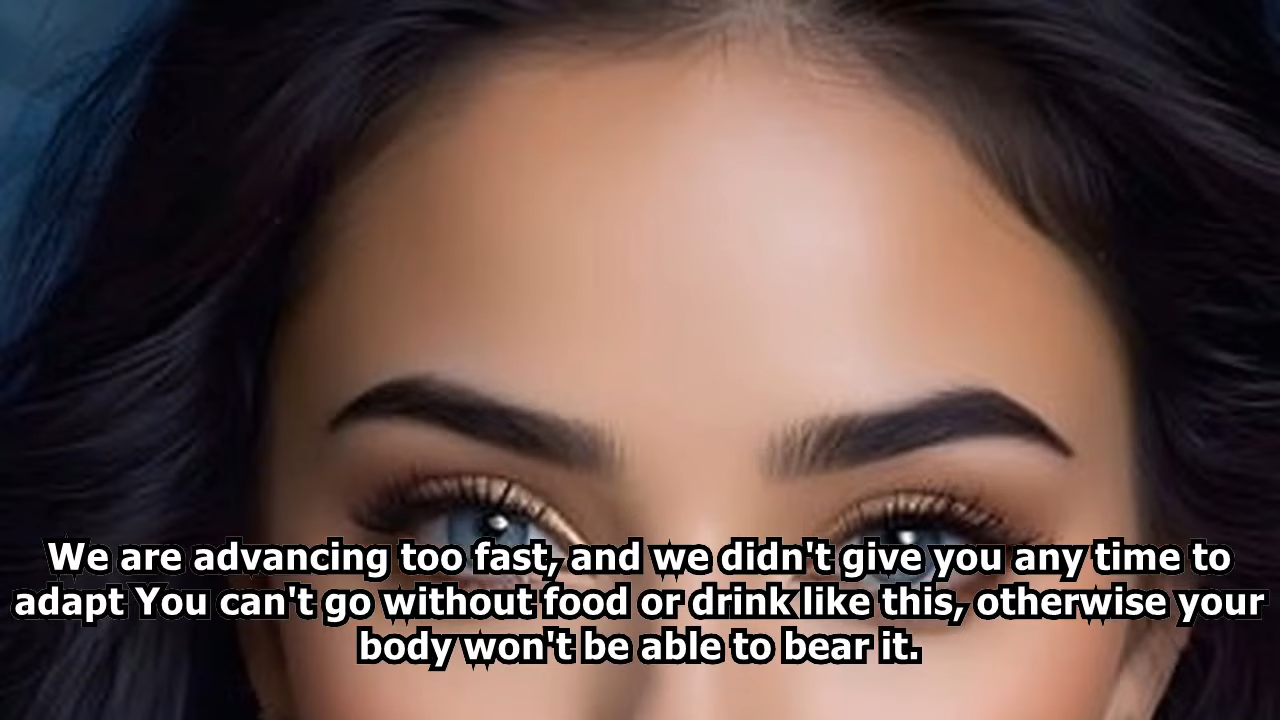 We are advancing too fast, and we didn't give you any time to
adapt You can't go without food or drink like this, otherwise your
body won't be able to bear it.